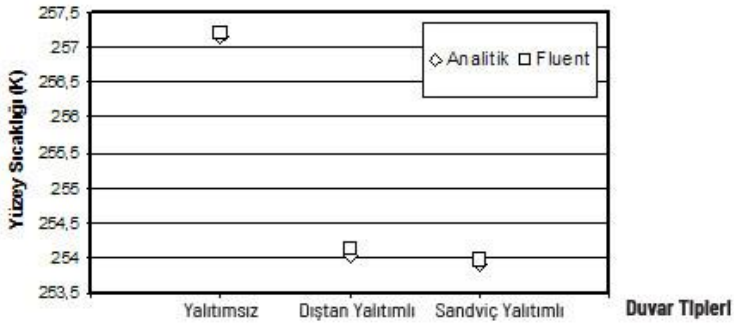 257,5
257
256,5
256
255,5
255
254,5
254
253,5
Yüzey Sıcaklığı (K)
Analitik Fluent
Yalıtımsız Dıştan Yalıtımlı Sandviç Yalıtımlı
Duvar Tipleri